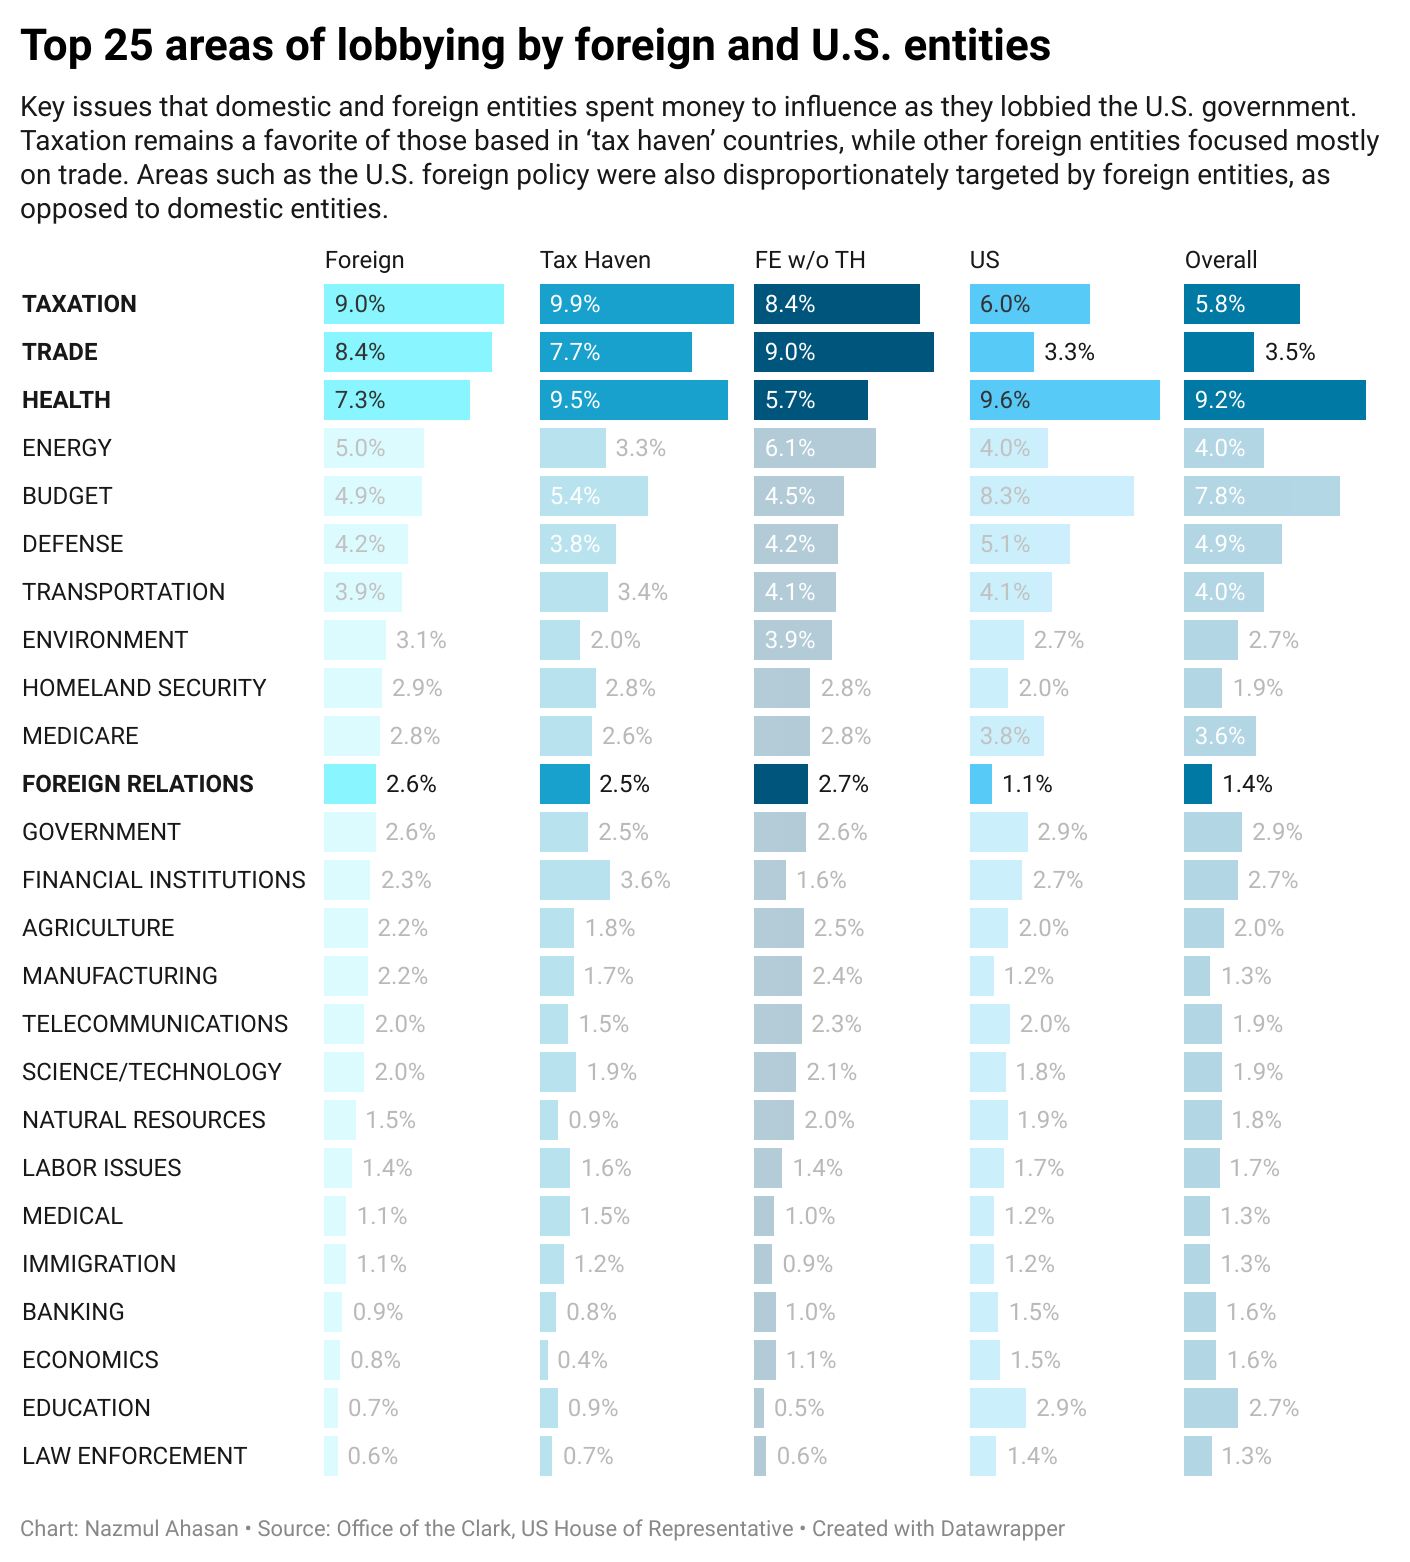 Top 25 areas of lobbying by foreign and U.S. entities
Key issues that domestic and foreign entities spent money to influence as they lobbied the U.S. government.
Taxation remains a favorite of those based in ‘tax haven’ countries, while other foreign entities focused mostly
on trade. Areas such as the U.S. foreign policy were also disproportionately targeted by foreign entities, as
opposed to domestic entities.
Foreign Tax Haven FE w/o TH US Overall
TAXATION 9.0% 9.9% 8.4% 6.0% 5.8%
TRADE 8.4% 7.7% 9.0% 3.3% 3.5%
HEALTH 7.3% 9.5% 5.7% 9.6% 9.2%
ENERGY 5.0% 3.3% 6.1% 4.0% 4.0%
BUDGET 4.9% 5.4% 4.5% 8.3% 7.8%
DEFENSE 4.2% 3.8% 4.2% 5.1% 4.9%
TRANSPORTATION 3.9% 3.4% 4.1% 4.1% 4.0%
ENVIRONMENT 3.1% 2.0% 3.9% 2.7% 2.7%
HOMELAND SECURITY 2.9% 2.8% 2.8% 2.0% 1.9%
MEDICARE 2.8% 2.6% 2.8% 3.8% 3.6%
FOREIGN RELATIONS 2.6% 2.5% 2.7% 1.1% 1.4%
GOVERNMENT 2.6% 2.5% 2.6% 2.9% 2.9%
FINANCIAL INSTITUTIONS 2.3% 3.6% 1.6% 2.7% 2.7%
AGRICULTURE 2.2% 1.8% 2.5% 2.0% 2.0%
MANUFACTURING 2.2% 1.7% 2.4% 1.2% 1.3%
TELECOMMUNICATIONS 2.0% 1.5% 2.3% 2.0% 1.9%
SCIENCE/TECHNOLOGY 2.0% 1.9% 2.1% 1.8% 1.9%
NATURAL RESOURCES 1.5% 0.9% 2.0% 1.9% 1.8%
LABOR ISSUES 1.4% 1.6% 1.4% 1.7% 1.7%
MEDICAL 1.1% 1.5% 1.0% 1.2% 1.3%
IMMIGRATION 1.1% 1.2% 0.9% 1.2% 1.3%
BANKING 0.9% 0.8% 1.0% 1.5% 1.6%
ECONOMICS 0.8% 0.4% 1.1% 1.5% 1.6%
EDUCATION 0.7% 0.9% 0.5% 2.9% 2.7%
LAW ENFORCEMENT 0.6% 0.7% 0.6% 1.4% 1.3%
Chart: Nazmul Ahasan • Source: Office of the Clark, US House of Representative • Created with Datawrapper